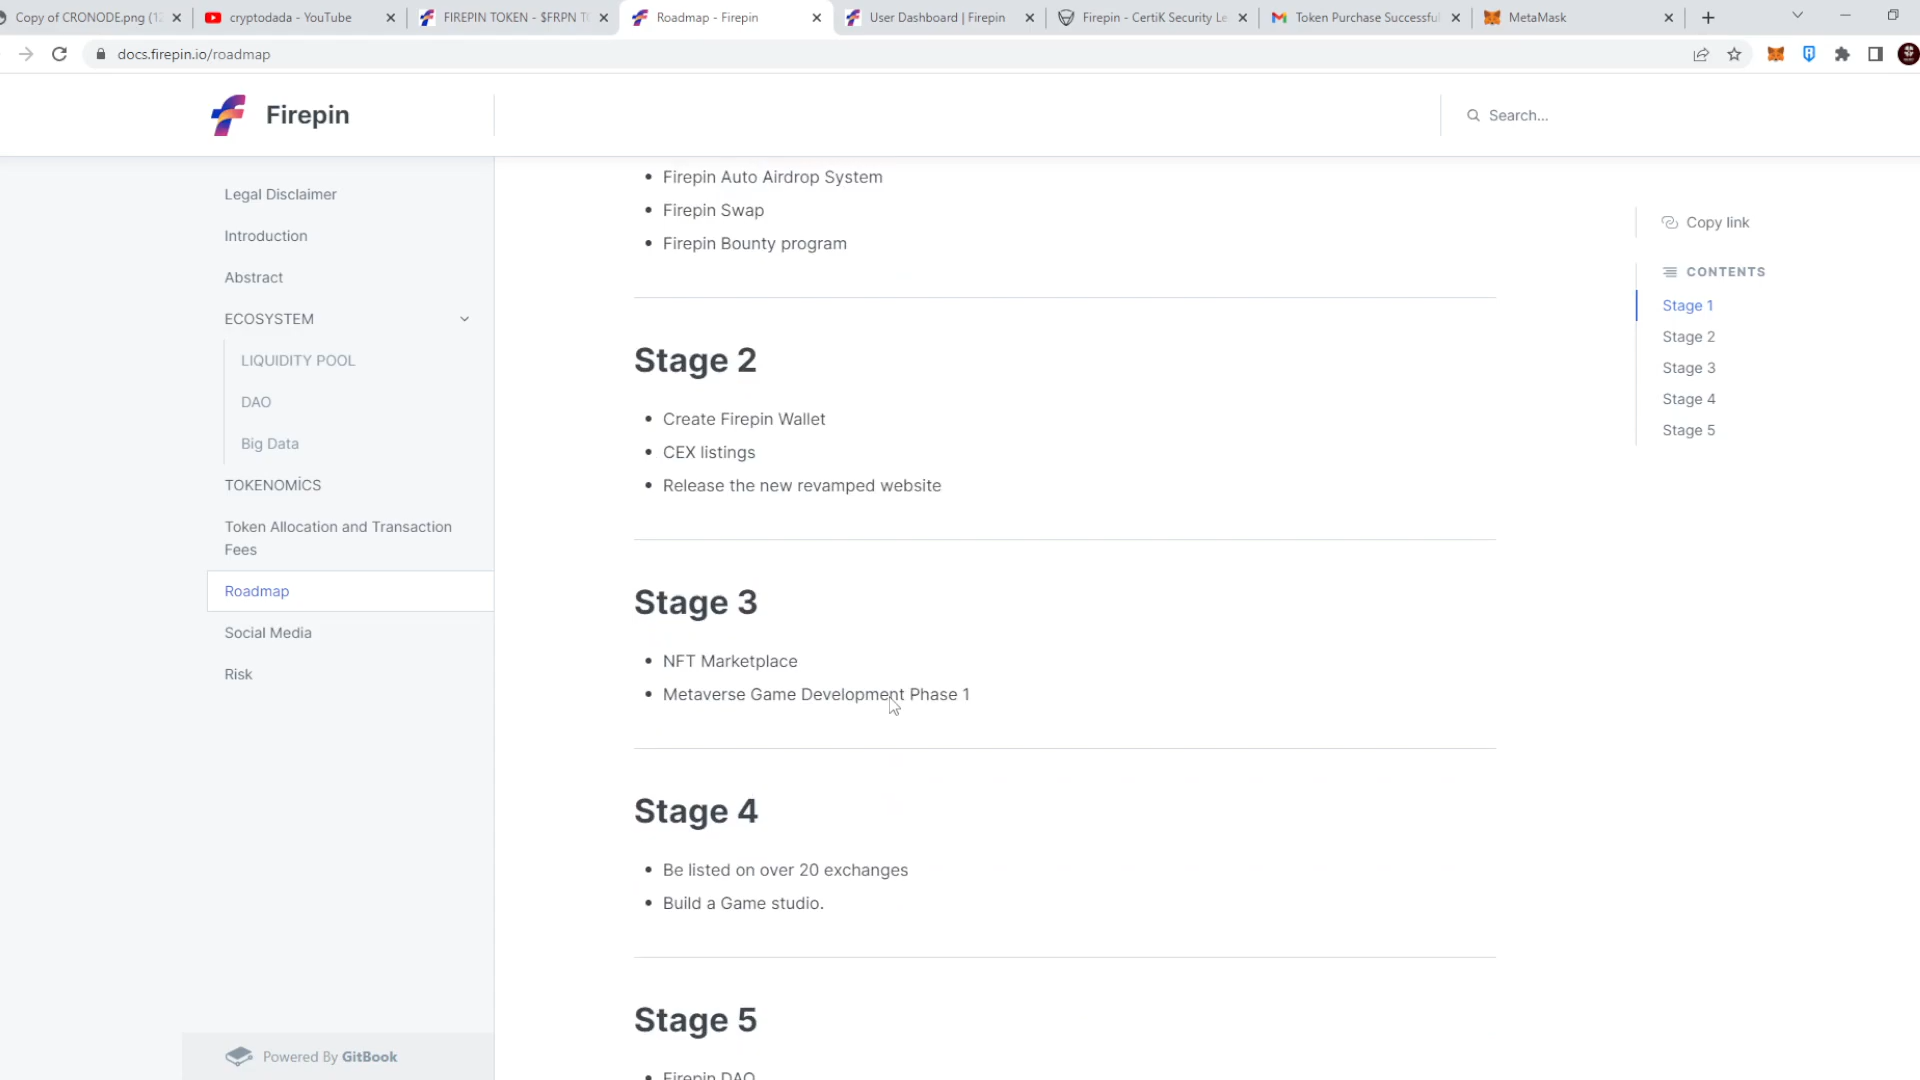 Copy of CRONODE.png (12
cryptodada - YouTube
FIREPIN TOKEN - $FRPN T
Roadmap - Firepin
User Dashboard | Firepin
Firepin - CertiK Security Le
Token Purchase Successful
MetaMask
docs.firepin.io/roadmap
Firepin
Search...
Legal Disclaimer
Introduction
Abstract
ECOSYSTEM
LIQUIDITY POOL
DAO
Big Data
TOKENOMİCS
Token Allocation and Transaction
Fees
Roadmap
Social Media
Risk
Powered By GitBook
Firepin Auto Airdrop System
Firepin Swap
Firepin Bounty program
Stage 2
Create Firepin Wallet
CEX listings
Release the new revamped website
Stage 3
NFT Marketplace
Metaverse Game Development Phase 1
Stage 4
Be listed on over 20 exchanges
Build a Game studio.
Stage 5
Firepin DAO
Copy link
CONTENTS
Stage 1
Stage 2
Stage 3
Stage 4
Stage 5